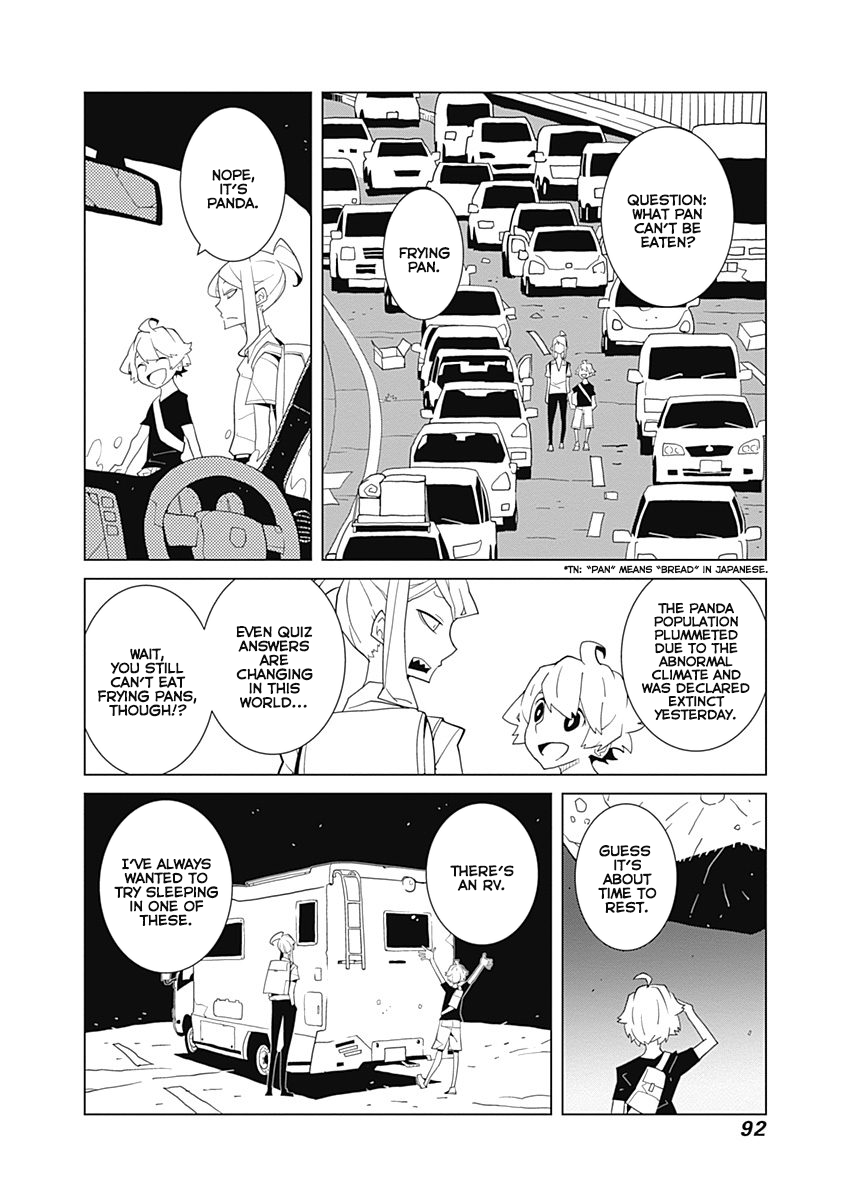 QUESTION:
WHAT PAN
CAN'T BE
EATEN?
FRYING
PAN.
NOPE,
IT'S
PANDA.
*TN: "PAN" MEANS "BREAD" IN JAPANESE.
THE PANDA
POPULATION
PLUMMETED
DUE TO THE
ABNORMAL
CLIMATE AND
WAS DECLARED
EXTINCT
YESTERDAY.
EVEN QUIZ
ANSWERS
ARE
CHANGING
IN THIS
WORLD...
WAIT,
YOU STILL
CAN'T EAT
FRYING PANS,
THOUGH!?
GUESS
IT'S
ABOUT
TIME TO
REST.
THERE'S
AN RV.
I'VE ALWAYS
WANTED TO
TRY SLEEPING
IN ONE OF
THESE.
92